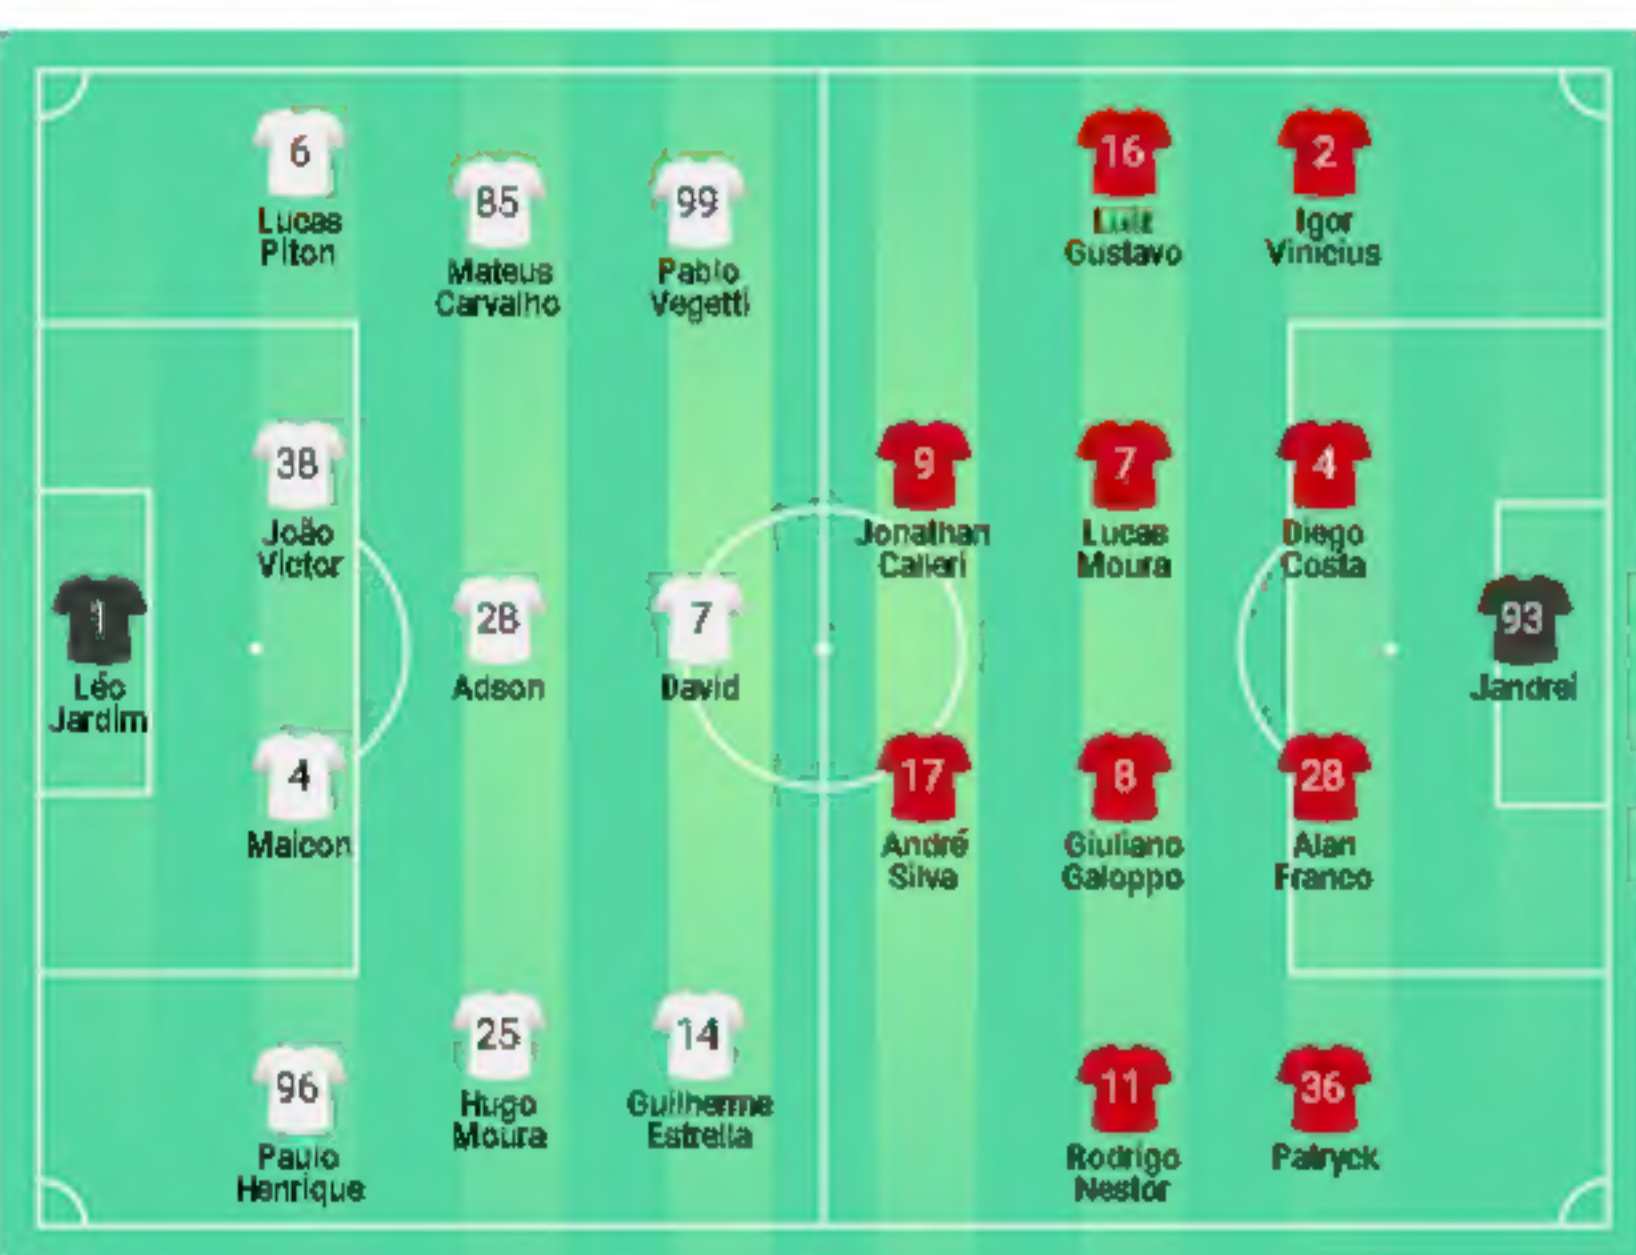 6
Lucas
Piton
85
Mateus
Carvalho
99
Pablo
Vegetti
16
Luiz
Gustavo
2
Igor
Vinicius
38
João
Victor
9
Jonathan
Calleri
7
Lucas
Moura
4
Diego
Costa
1
Léo
Jardim
28
Adson
7
David
93
Jandrei
4
Maicon
17
André
Silva
8
Giuliano
Galoppo
28
Alan
Franco
96
Paulo
Henrique
25
Hugo
Moura
14
Guilherme
Estrella
11
Rodrigo
Nestor
36
Patryck